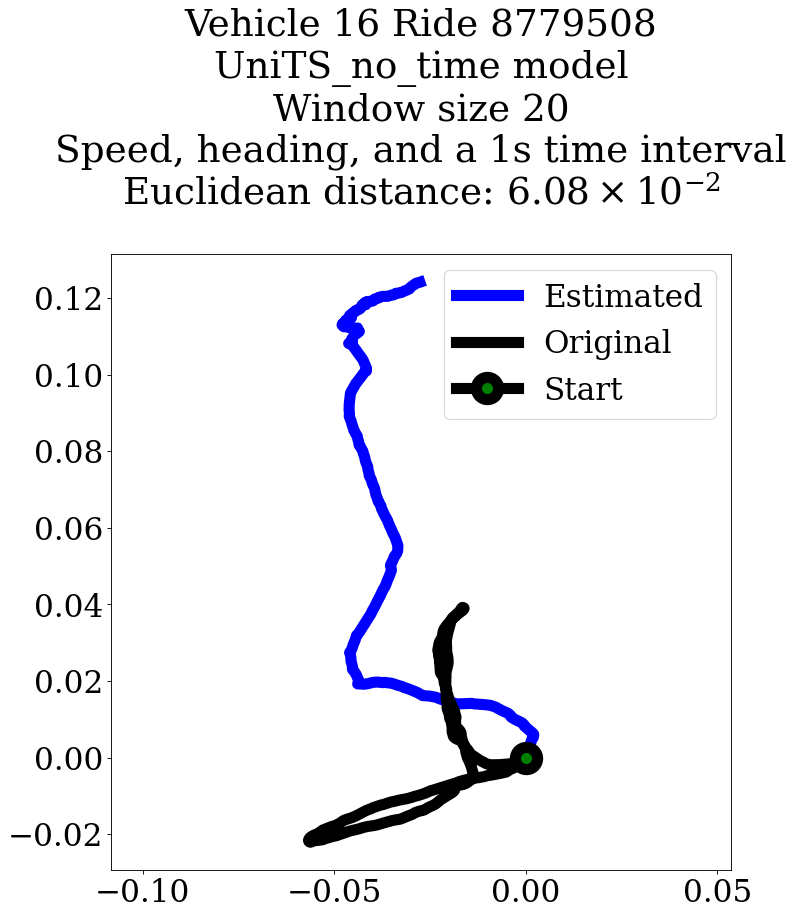 Vehicle 16 Ride 8779508
UniTS_no_time model
Window size 20
Speed, heading, and a 1s time interval
Euclidean distance: 6.08 × 10⁻²
Estimated
Original
Start
0.12
0.10
0.08
0.06
0.04
0.02
0.00
−0.02
−0.10
−0.05
0.00
0.05